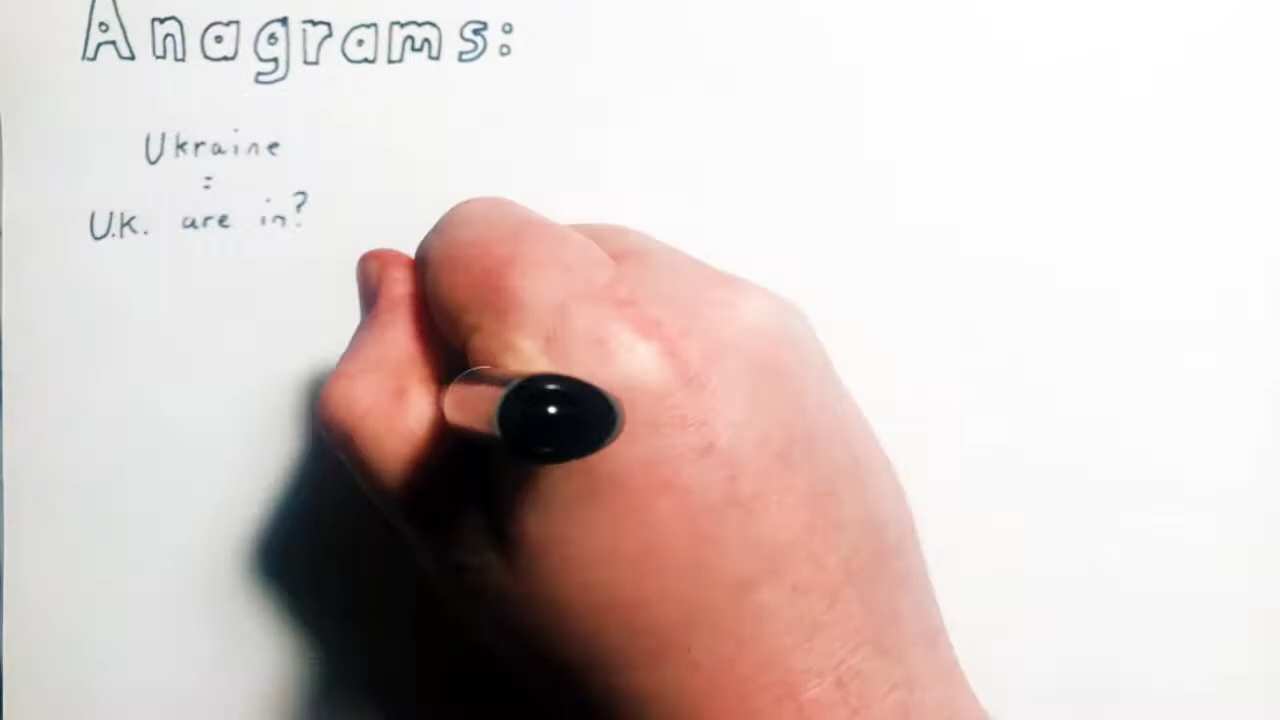 Anagrams:
Ukraine
=
U.K. are in?